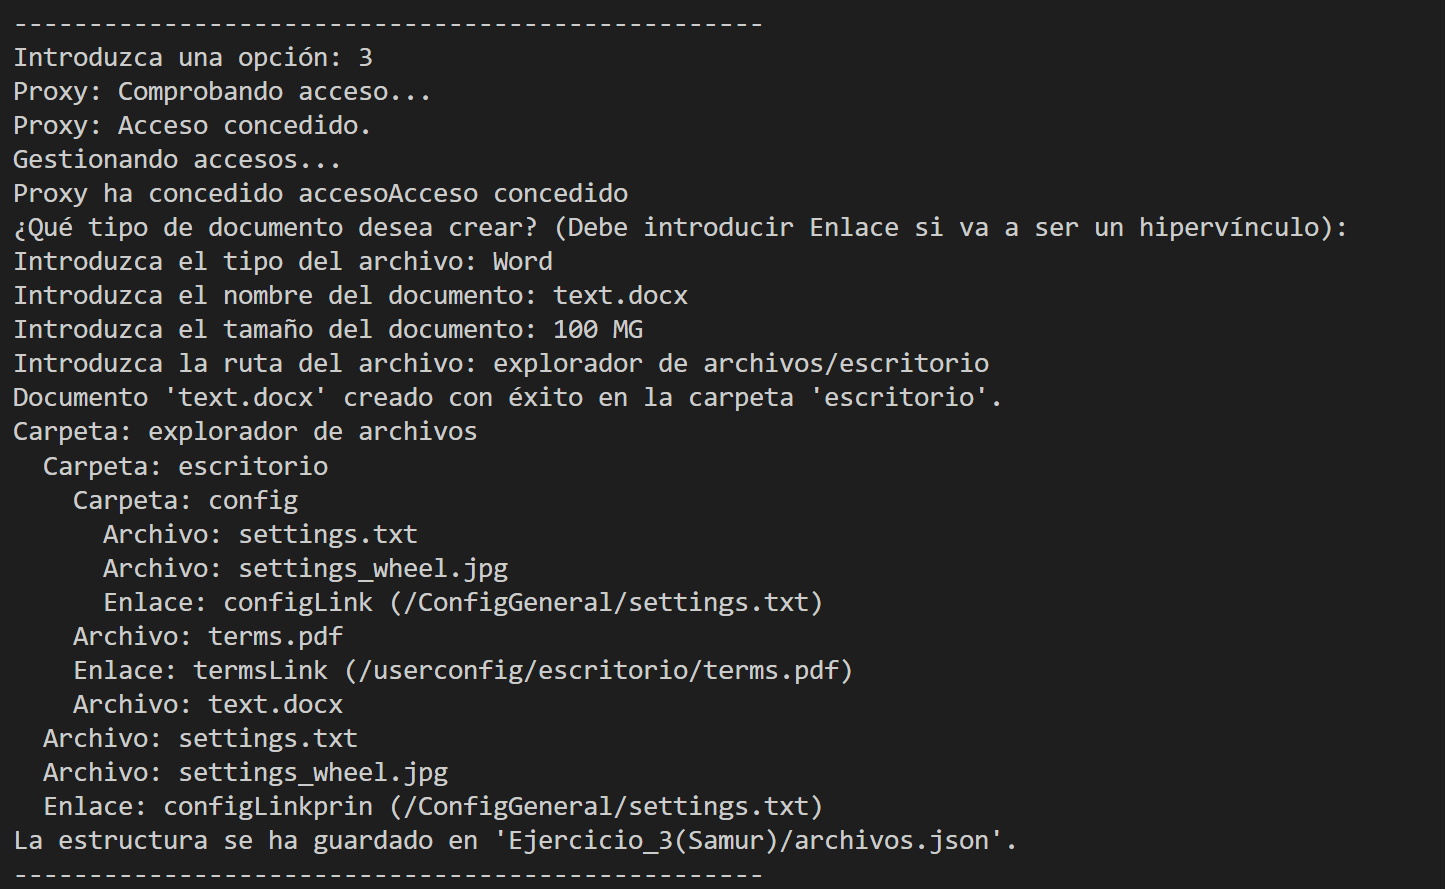 --------------------------------------------------
Introduzca una opción: 3
Proxy: Comprobando acceso...
Proxy: Acceso concedido.
Gestionando accesos...
Proxy ha concedido accesoAcceso concedido
¿Qué tipo de documento desea crear? (Debe introducir Enlace si va a ser un hipervínculo):
Introduzca el tipo del archivo: Word
Introduzca el nombre del documento: text.docx
Introduzca el tamaño del documento: 100 MG
Introduzca la ruta del archivo: explorador de archivos/escritorio
Documento 'text.docx' creado con éxito en la carpeta 'escritorio'.
Carpeta: explorador de archivos
  Carpeta: escritorio
    Carpeta: config
      Archivo: settings.txt
      Archivo: settings_wheel.jpg
      Enlace: configLink (/ConfigGeneral/settings.txt)
    Archivo: terms.pdf
    Enlace: termsLink (/userconfig/escritorio/terms.pdf)
    Archivo: text.docx
  Archivo: settings.txt
  Archivo: settings_wheel.jpg
  Enlace: configLinkprin (/ConfigGeneral/settings.txt)
La estructura se ha guardado en 'Ejercicio_3(Samur)/archivos.json'.
--------------------------------------------------